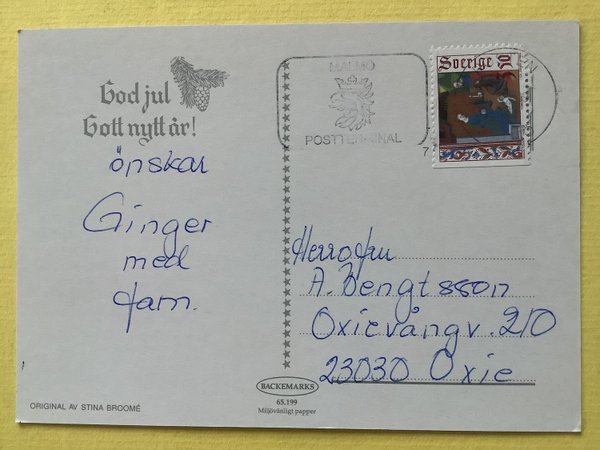 God jul
Gott nytt år!
önskar
Ginger
med
fam.
ORIGINAL AV STINA BROOMÉ
MALMÖ
POSTTERMINAL
Sverige 50
Herr o fru
A. Bengtsson
Oxievångv. 210
23030 Oxie
BACKEMARKS
65.199
Miljövänligt papper